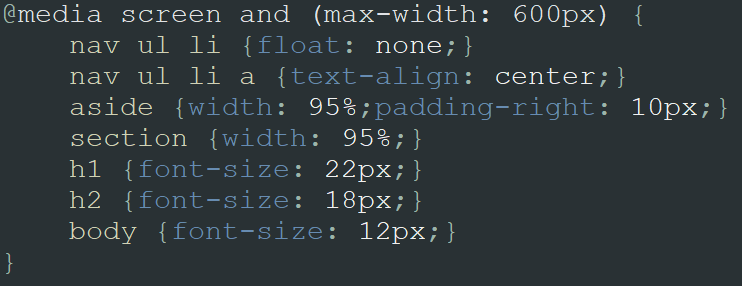 @media screen and (max-width: 600px) {
    nav ul li {float: none;}
    nav ul li a {text-align: center;}
    aside {width: 95%;padding-right: 10px;}
    section {width: 95%;}
    h1 {font-size: 22px;}
    h2 {font-size: 18px;}
    body {font-size: 12px;}
}